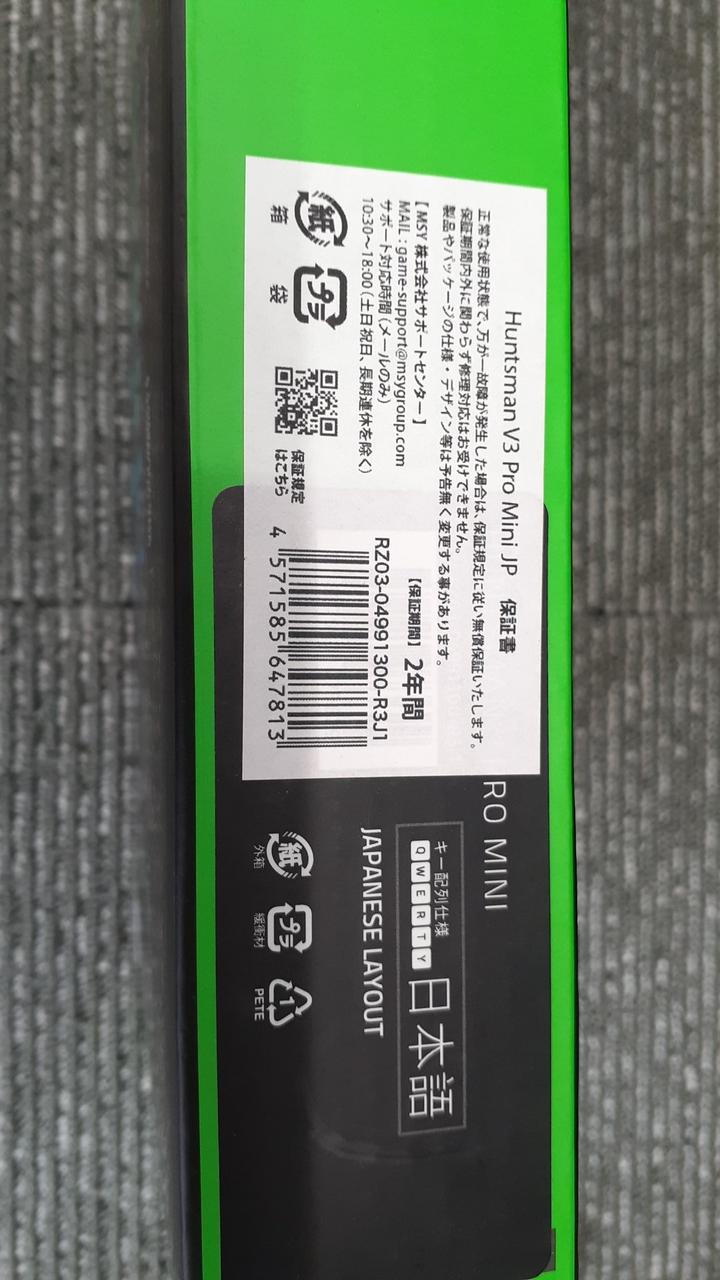 Huntsman V3 Pro Mini JP 保証書
正常な使用状態で、万が一故障が発生した場合は、保証規定に従い無償保証いたします。
保証期間内外に関わらず修理対応はお受けできません。
製品やパッケージの仕様・デザイン等は予告無く変更する事があります。
【MSY 株式会社サポートセンター】
MAIL : game-support@msygroup.com
サポート対応時間 (メールのみ)
10:30～18:00 (土日祝日、長期連休を除く)
紙
箱
プラ
袋
保証規定
はこちら
【保証期間】 2年間
RZ03-04991300-R3J1
4 571585 647813
RO MINI
キー配列仕様
QWERTY
日本語
JAPANESE LAYOUT
紙
外箱
プラ
緩衝材
1
PETE